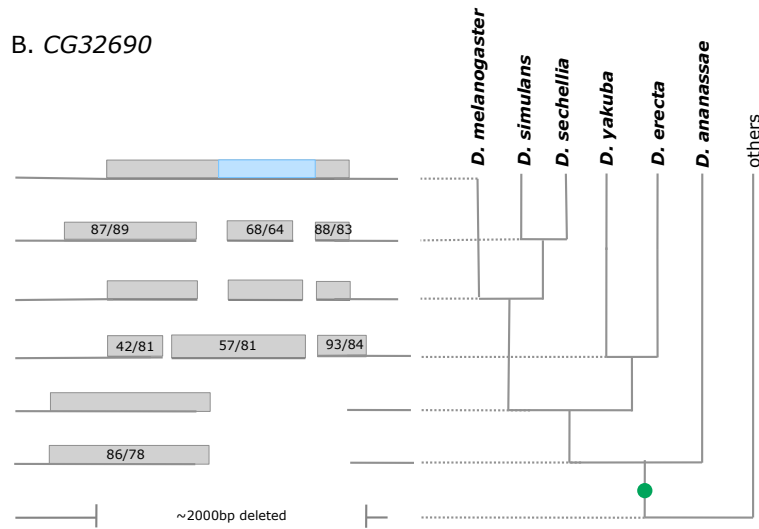 B. CG32690
D. melanogaster
D. simulans
D. sechellia
D. yakuba
D. erecta
D. ananassae
others
87/89 68/64 88/83
42/81 57/81 93/84
86/78
~2000bp deleted